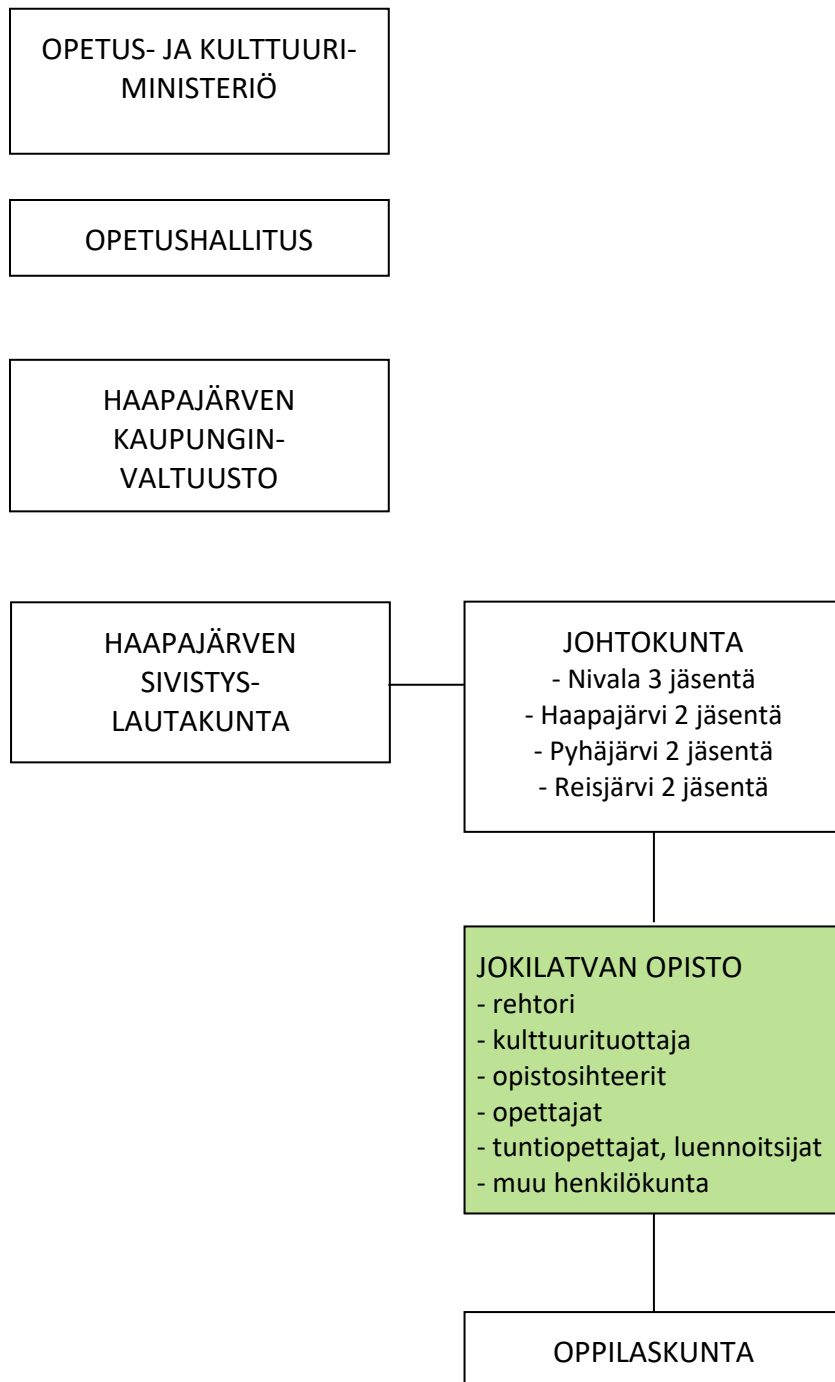 OPETUS- JA KULTTUURI-
MINISTERIÖ
OPETUSHALLITUS
HAAPAJÄRVEN
KAUPUNGIN-
VALTUUSTO
HAAPAJÄRVEN
SIVISTYS-
LAUTAKUNTA
JOHTOKUNTA
- Nivala 3 jäsentä
- Haapajärvi 2 jäsentä
- Pyhäjärvi 2 jäsentä
- Reisjärvi 2 jäsentä
JOKILATVAN OPISTO
- rehtori
- kulttuurituottaja
- opistosihteerit
- opettajat
- tuntiopettajat, luennoitsijat
- muu henkilökunta
OPPILASKUNTA